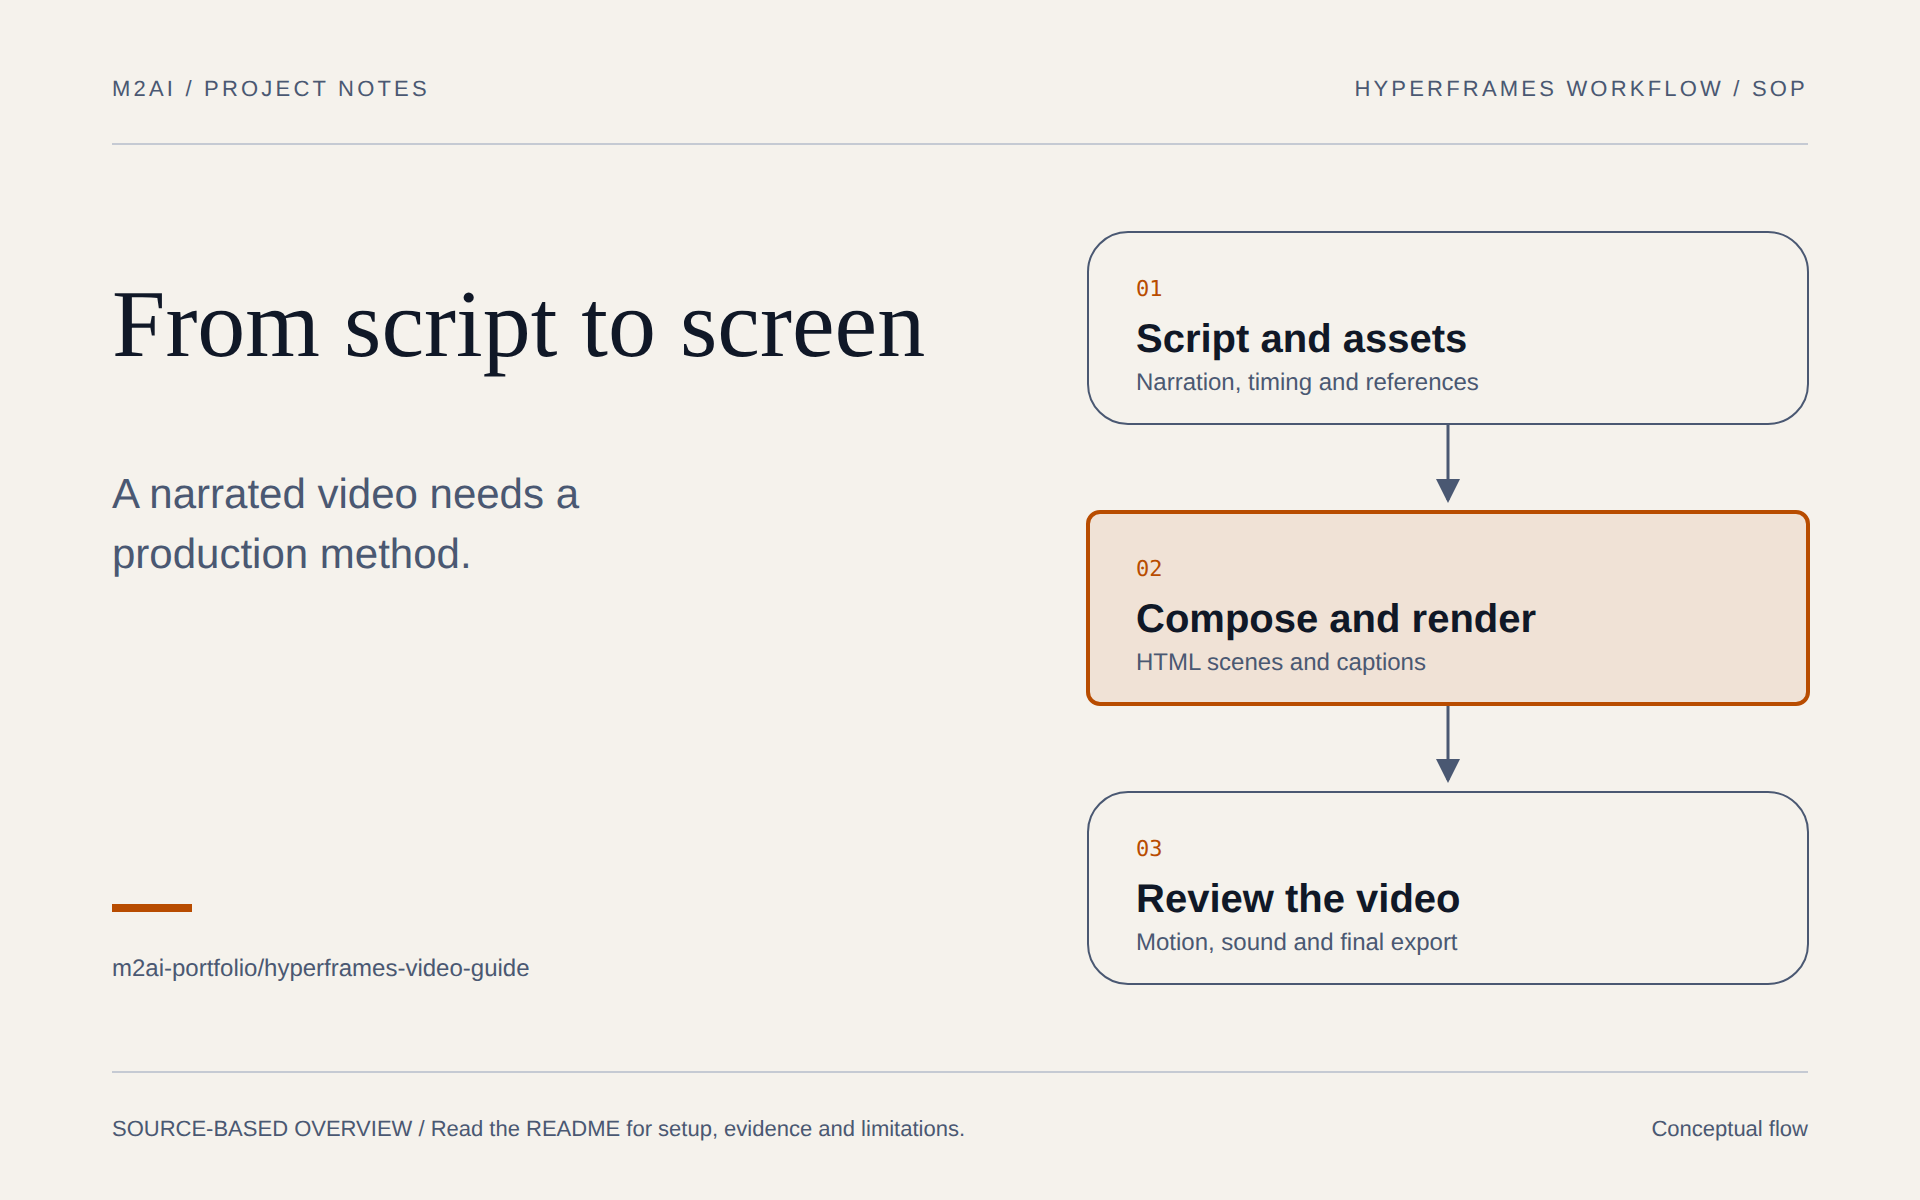 M2AI / PROJECT NOTES
HYPERFRAMES WORKFLOW / SOP
From script to screen
A narrated video needs a
production method.
m2ai-portfolio/hyperframes-video-guide
01
Script and assets
Narration, timing and references
02
Compose and render
HTML scenes and captions
03
Review the video
Motion, sound and final export
SOURCE-BASED OVERVIEW / Read the README for setup, evidence and limitations.
Conceptual flow